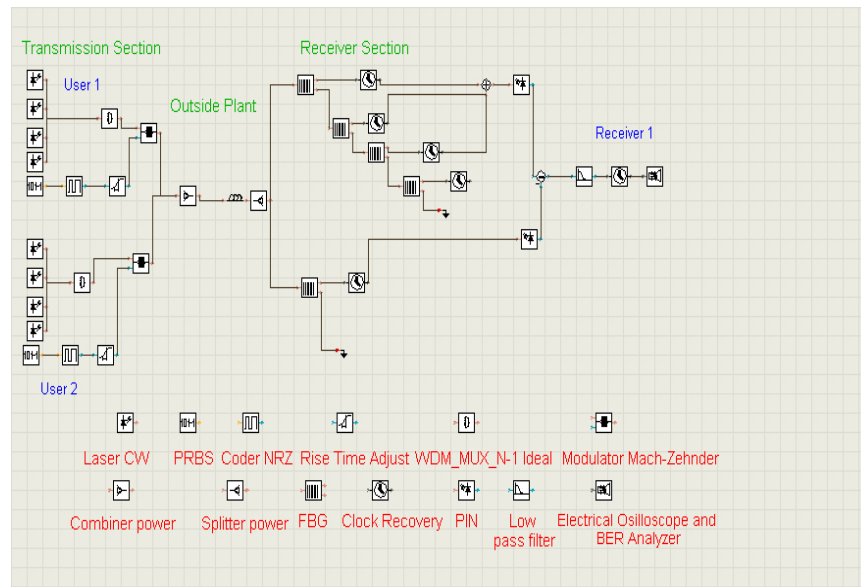 Transmission Section
Receiver Section
User 1
Outside Plant
Receiver 1
User 2
Laser CW
PRBS
Coder NRZ
Rise Time Adjust
WDM_MUX_N-1 Ideal
Modulator Mach-Zehnder
Combiner power
Splitter power
FBG
Clock Recovery
PIN
Low
pass filter
Electrical Osilloscope and
BER Analyzer